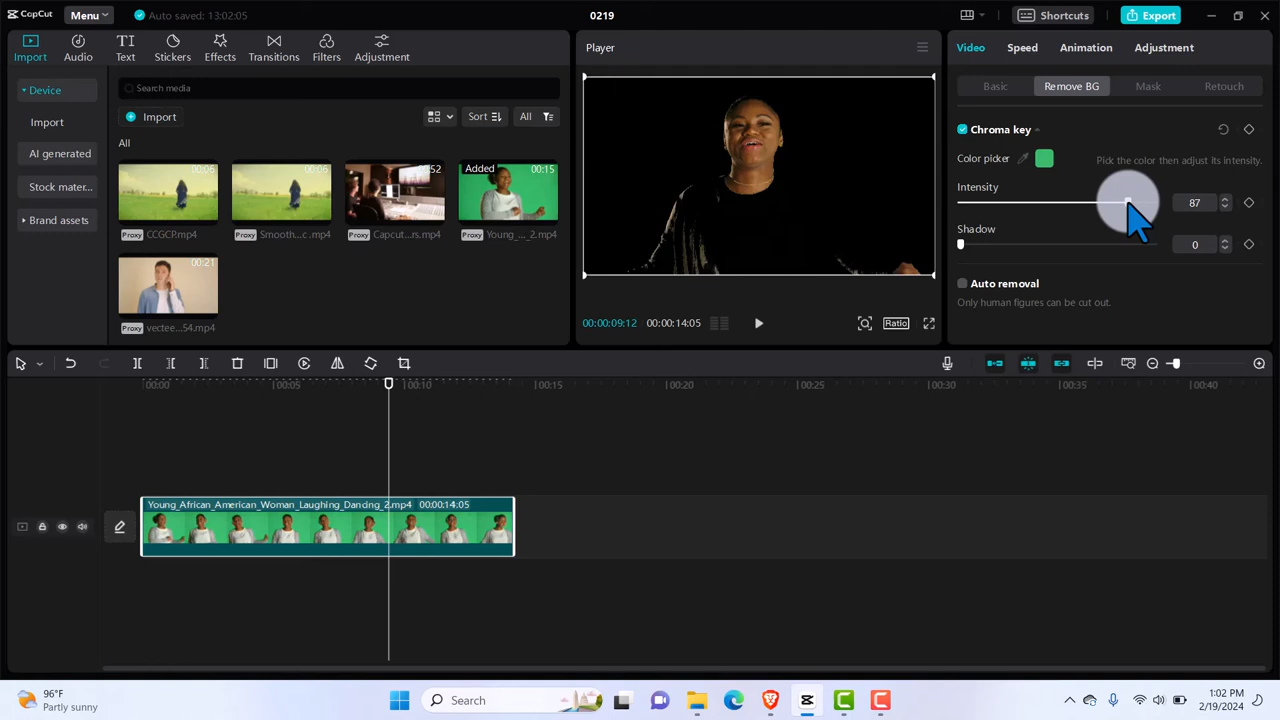 CapCut
Menu
Auto saved: 13:02:05
0219
Shortcuts
Export
Import
Audio
Text
Stickers
Effects
Transitions
Filters
Adjustment
Device
Import
AI generated
Stock mater...
Brand assets
Search media
Import
Sort
All
All
00:06
CCGCP.mp4
00:06
Smooth...c .mp4
00:52
Capcut...rs.mp4
Added
00:15
Young_..._2.mp4
00:21
vectee...54.mp4
Proxy
Proxy
Proxy
Proxy
Proxy
Player
00:00:09:12
00:00:14:05
Ratio
Video
Speed
Animation
Adjustment
Basic
Remove BG
Mask
Retouch
Chroma key
Color picker
Pick the color then adjust its intensity.
Intensity
87
Shadow
0
Auto removal
Only human figures can be cut out.
00:00
00:05
00:10
00:15
00:20
00:25
00:30
00:35
00:40
Young_African_American_Woman_Laughing_Dancing_2.mp4 00:00:14:05
96°F
Partly sunny
Search
1:02 PM
2/19/2024